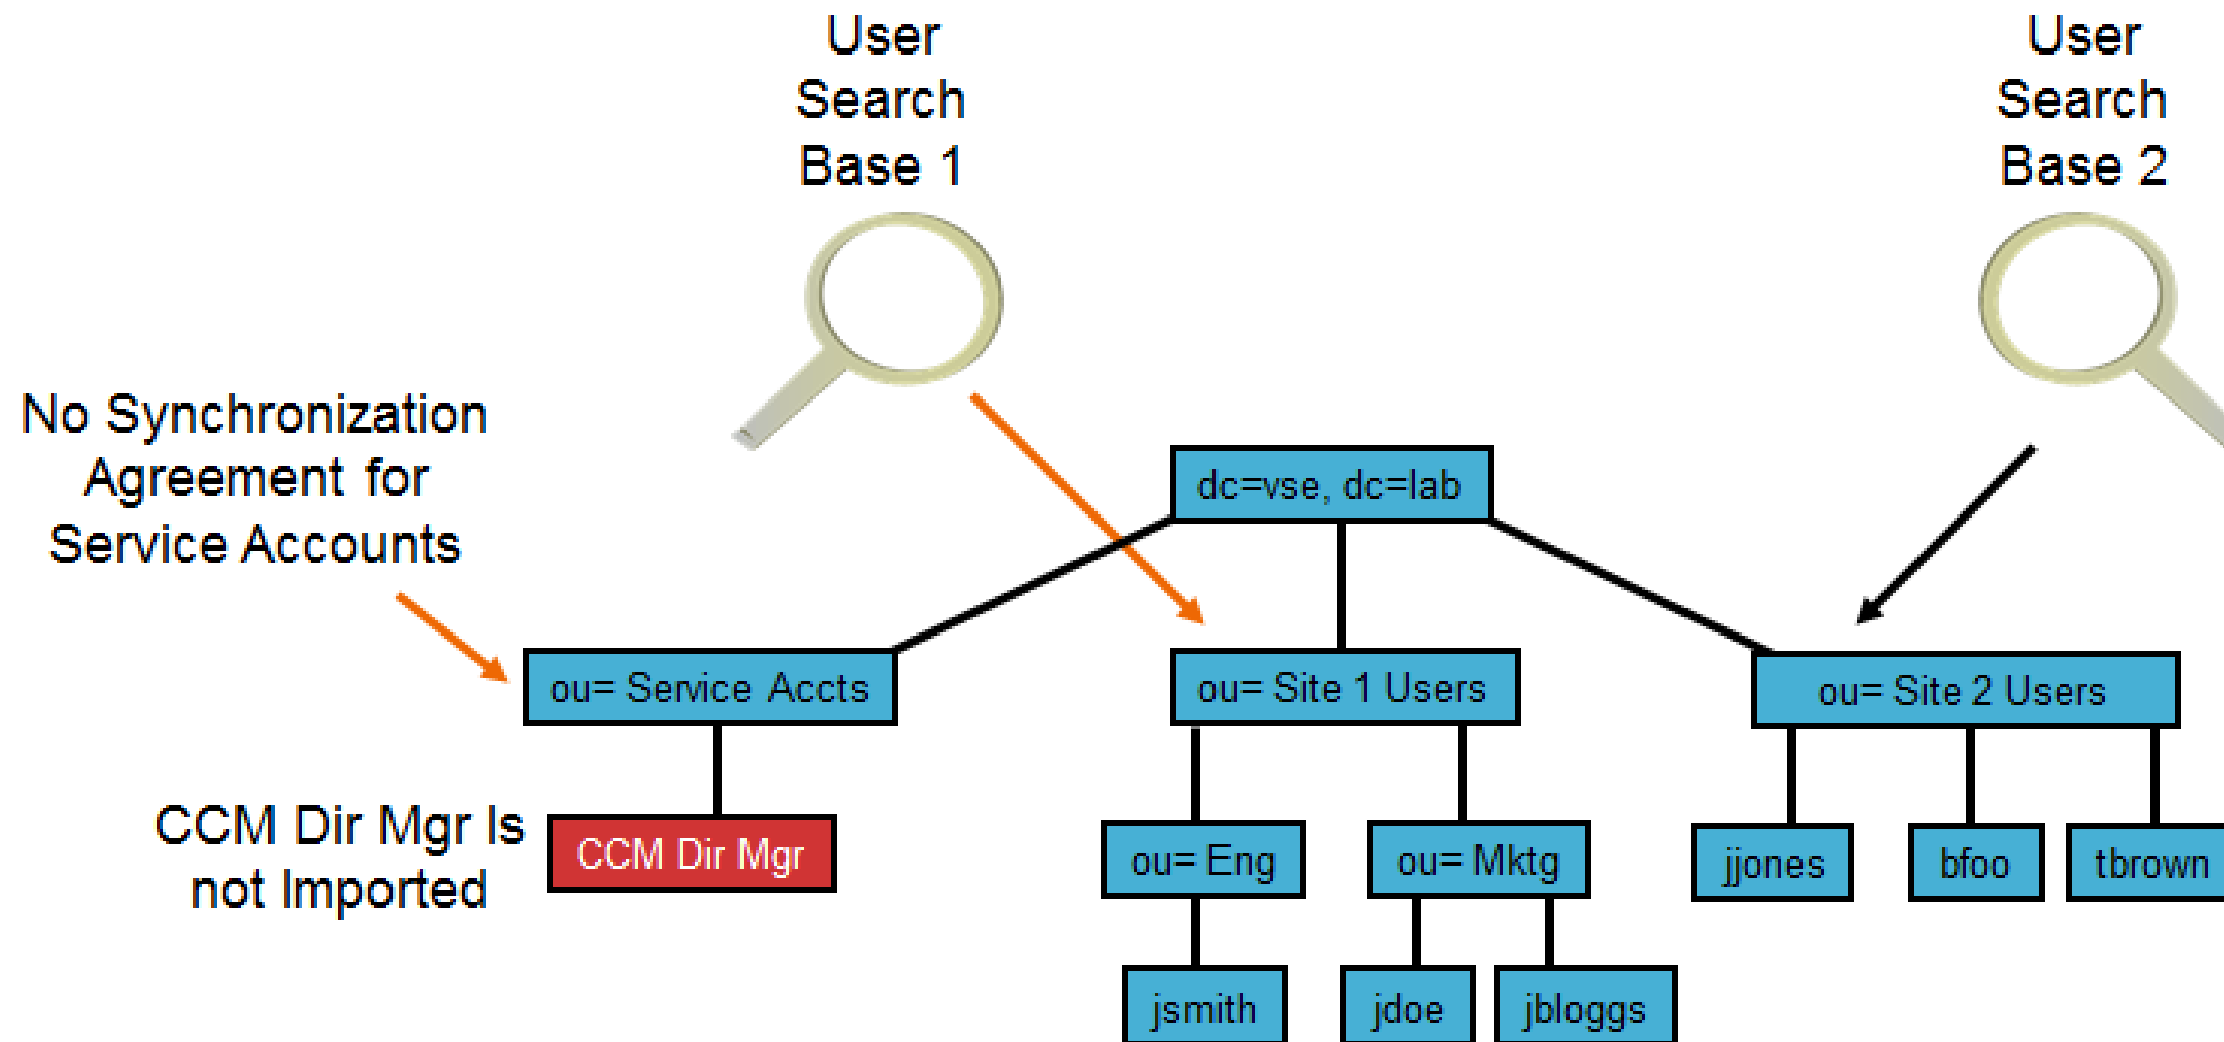 User
Search
Base 1
User
Search
Base 2
No Synchronization
Agreement for
Service Accounts
dc=vse, dc=lab
ou= Service Accts
ou= Site 1 Users
ou= Site 2 Users
CCM Dir Mgr Is
not Imported
CCM Dir Mgr
ou= Eng
ou= Mktg
jjones
bfoo
tbrown
jsmith
jdoe
jbloggs